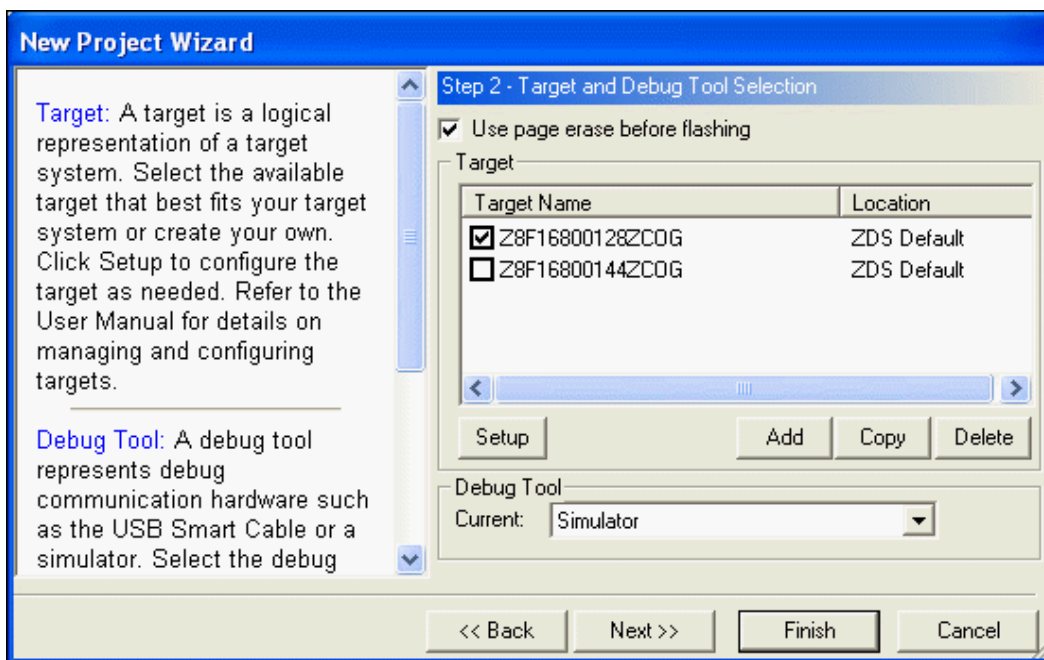 New Project Wizard
Target: A target is a logical
representation of a target
system. Select the available
target that best fits your target
system or create your own.
Click Setup to configure the
target as needed. Refer to the
User Manual for details on
managing and configuring
targets.
Debug Tool: A debug tool
represents debug
communication hardware such
as the USB Smart Cable or a
simulator. Select the debug
Step 2 - Target and Debug Tool Selection
Use page erase before flashing
Target
Target Name Location
Z8F16800128ZCOG ZDS Default
Z8F16800144ZCOG ZDS Default
Setup Add Copy Delete
Debug Tool
Current: Simulator
<< Back Next >> Finish Cancel